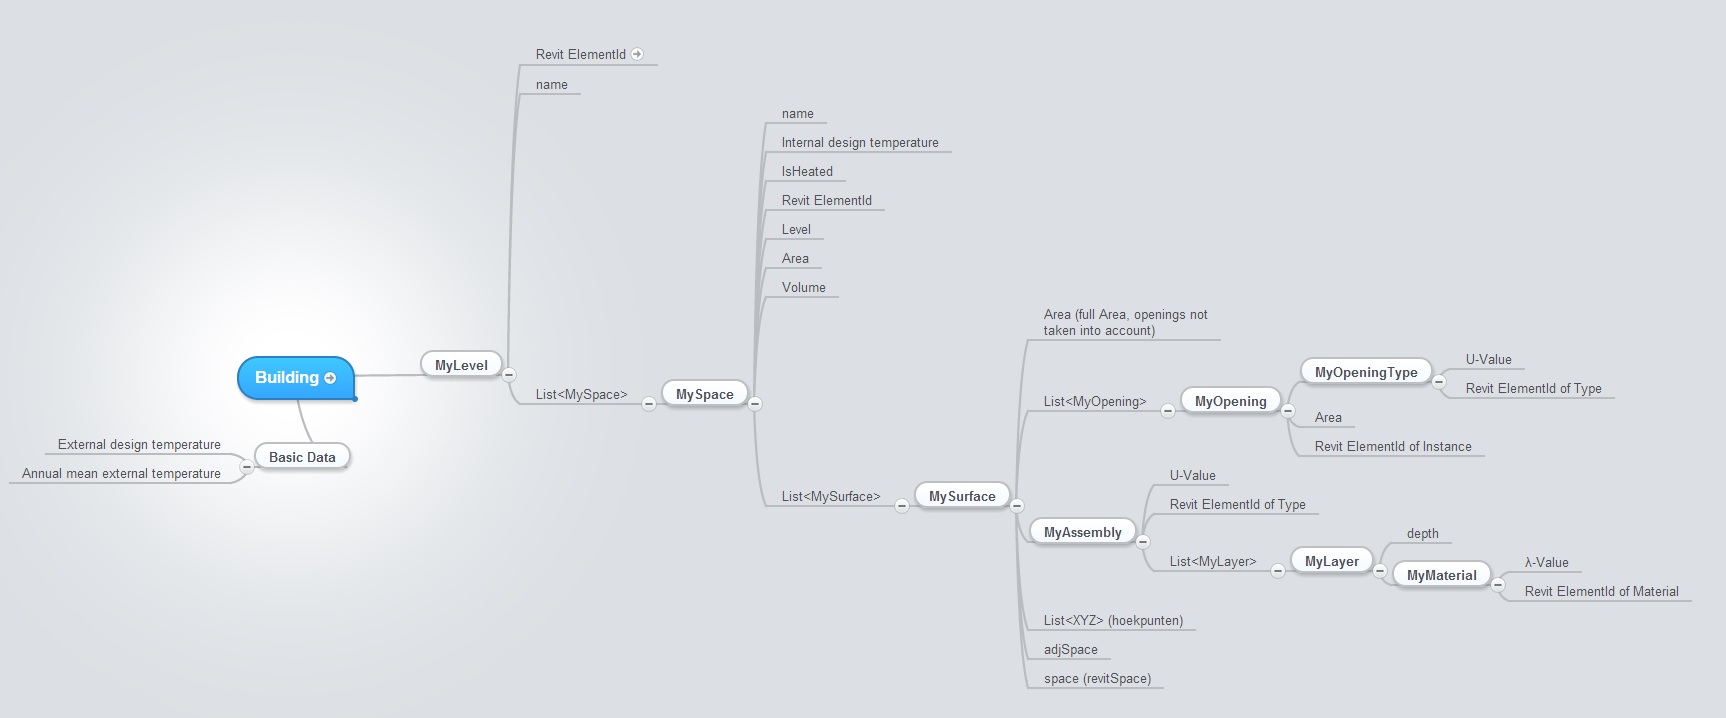 Revit ElementId
name
name
Internal design temperature
IsHeated
Revit ElementId
Level
Area
Volume
Area (full Area, openings not
taken into account)
U-Value
MyOpeningType
Revit ElementId of Type
Building
MyLevel
List<MySpace>
MySpace
List<MyOpening>
MyOpening
Area
Revit ElementId of Instance
External design temperature
Basic Data
Annual mean external temperature
List<MySurface>
MySurface
U-Value
Revit ElementId of Type
MyAssembly
List<MyLayer>
MyLayer
depth
MyMaterial
λ-Value
Revit ElementId of Material
List<XYZ> (hoekpunten)
adjSpace
space (revitSpace)